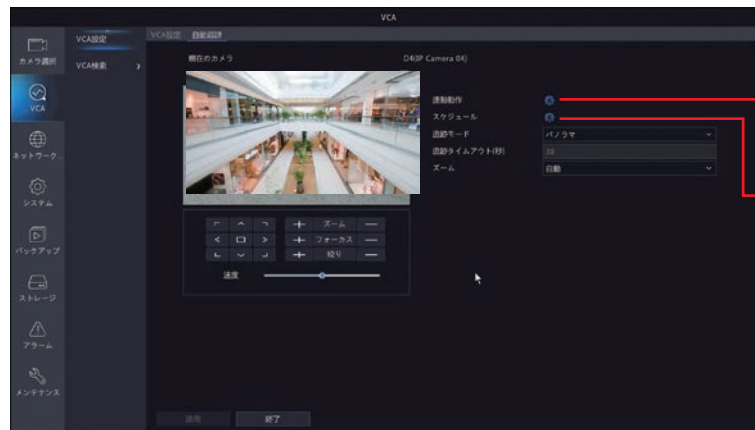 VCA
カメラ選択
VCA
ネットワーク..
システム
バックアップ
ストレージ
アラーム
メンテナンス
VCA設定
VCA検索 >
VCA設定 自動追跡
現在のカメラ D4(IP Camera 04)
連動動作
スケジュール
追跡モード パノラマ
追跡タイムアウト(秒) 30
ズーム 自動
ズーム
フォーカス
絞り
速度
適用 終了